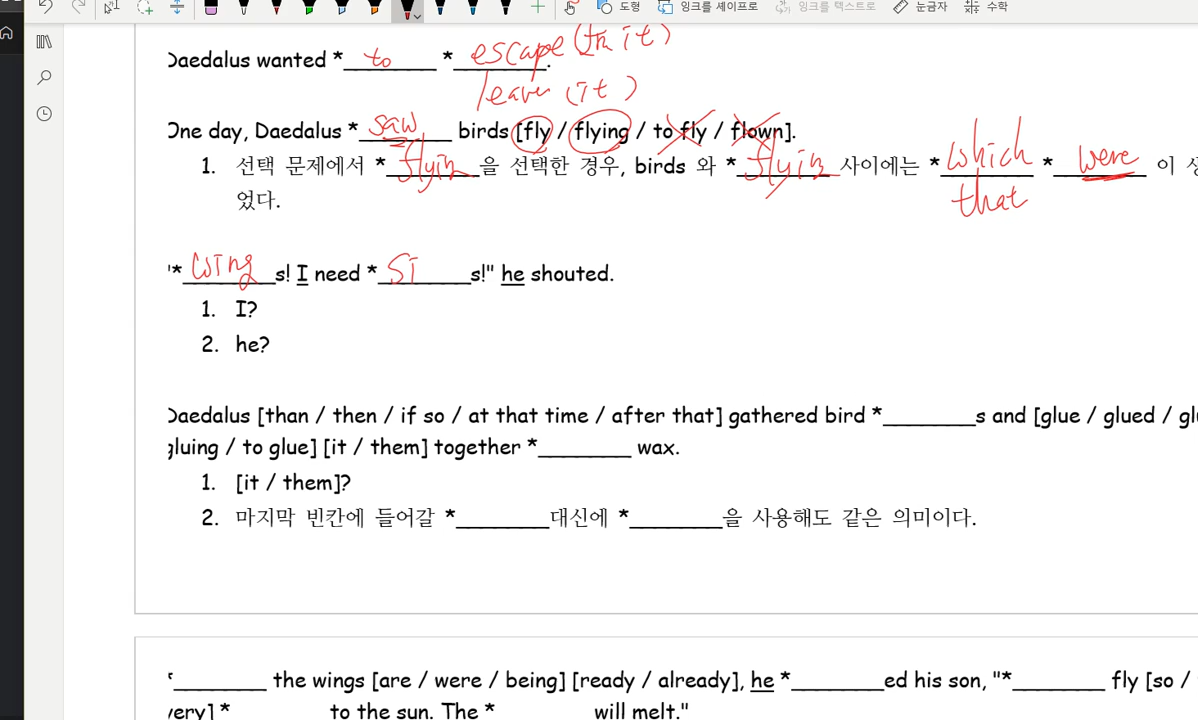 도형 잉크를 셰이프로 잉크를 텍스트로 눈금자 수학
Daedalus wanted * to * escape (from it).
leave (it)
One day, Daedalus * saw birds [fly / flying / to fly / flown].
1. 선택 문제에서 * flying 을 선택한 경우, birds 와 * flying 사이에는 * which * were 이 생
that
었다.
"* wing s! I need * s!" he shouted.
1. I?
2. he?
Daedalus [than / then / if so / at that time / after that] gathered bird *________s and [glue / glued / glu
gluing / to glue] [it / them] together *________ wax.
1. [it / them]?
2. 마지막 빈칸에 들어갈 *________대신에 *________을 사용해도 같은 의미이다.
*________ the wings [are / were / being] [ready / already], he *________ed his son, "*________ fly [so /
very] *________ to the sun. The *________ will melt."